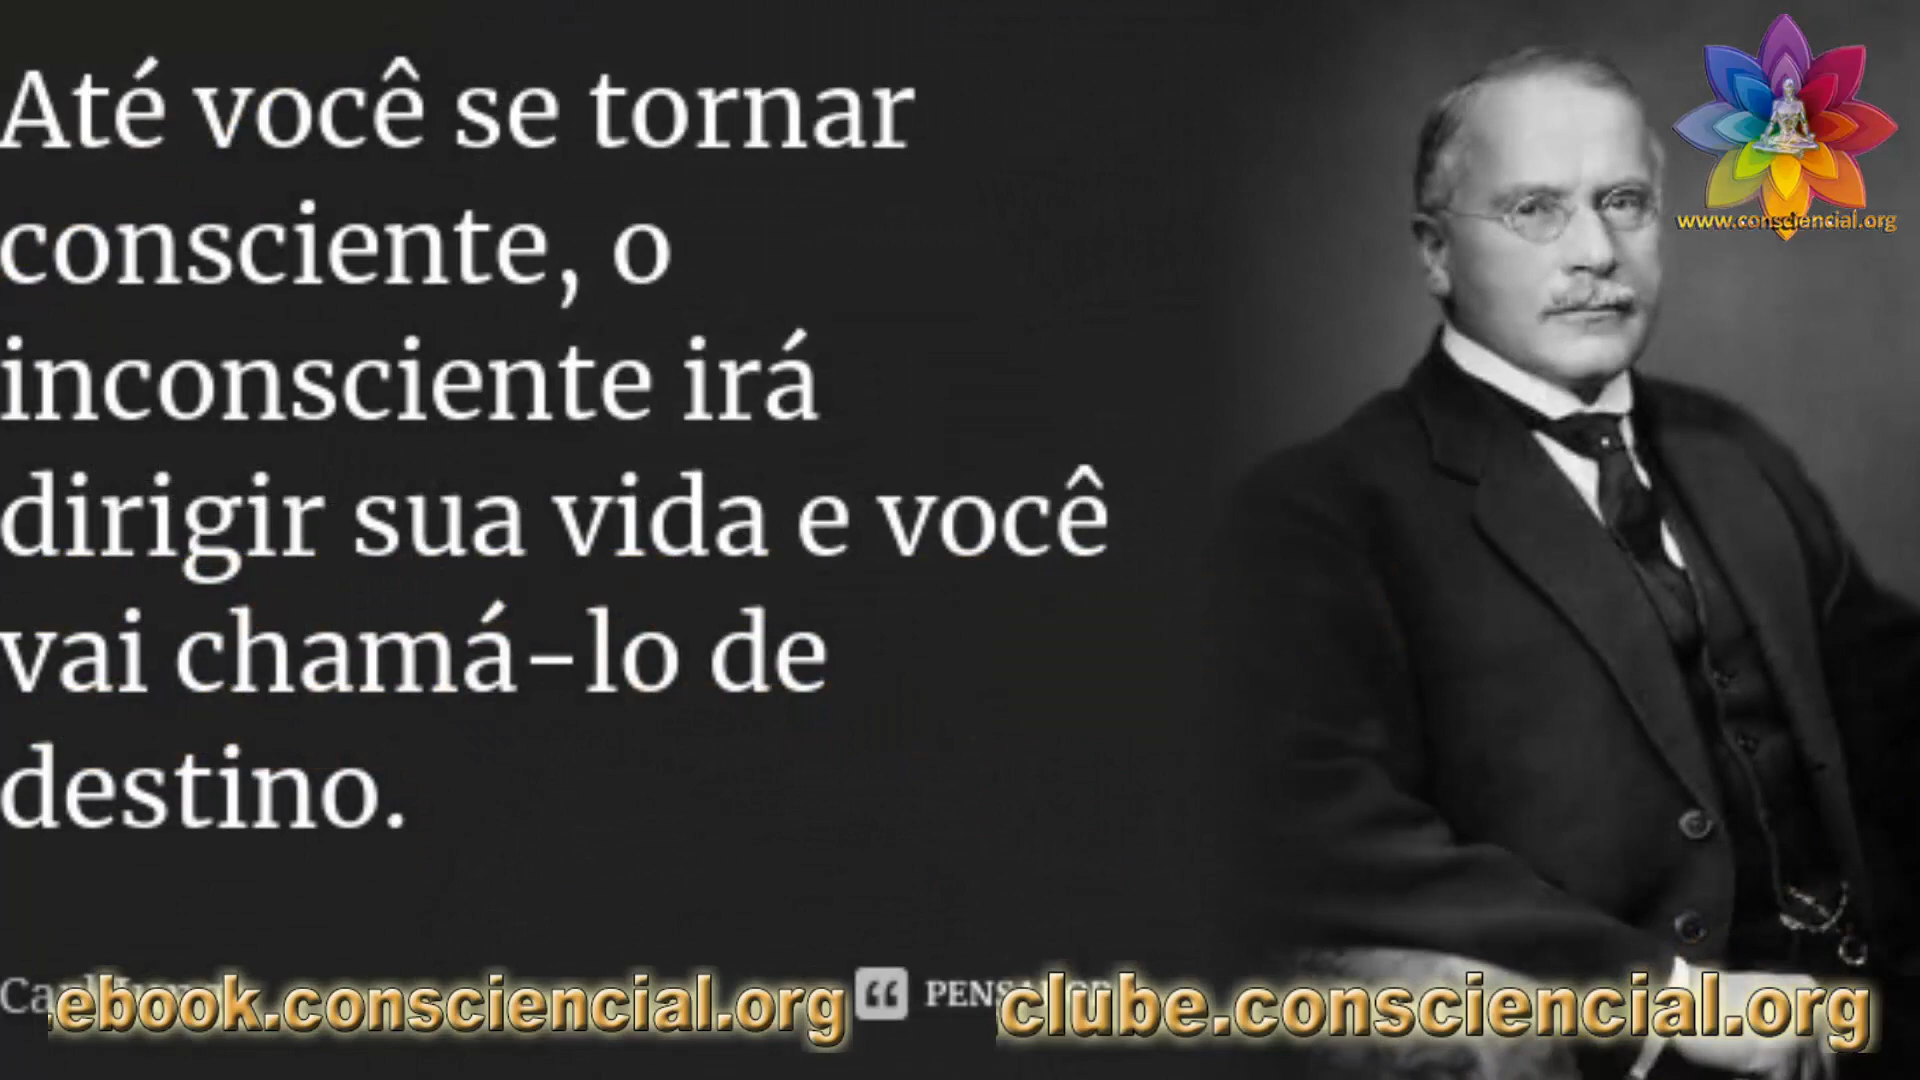 Até você se tornar
consciente, o
inconsciente irá
dirigir sua vida e você
vai chamá-lo de
destino.
www.consciencial.org
.ebook.consciencial.org
clube.consciencial.org